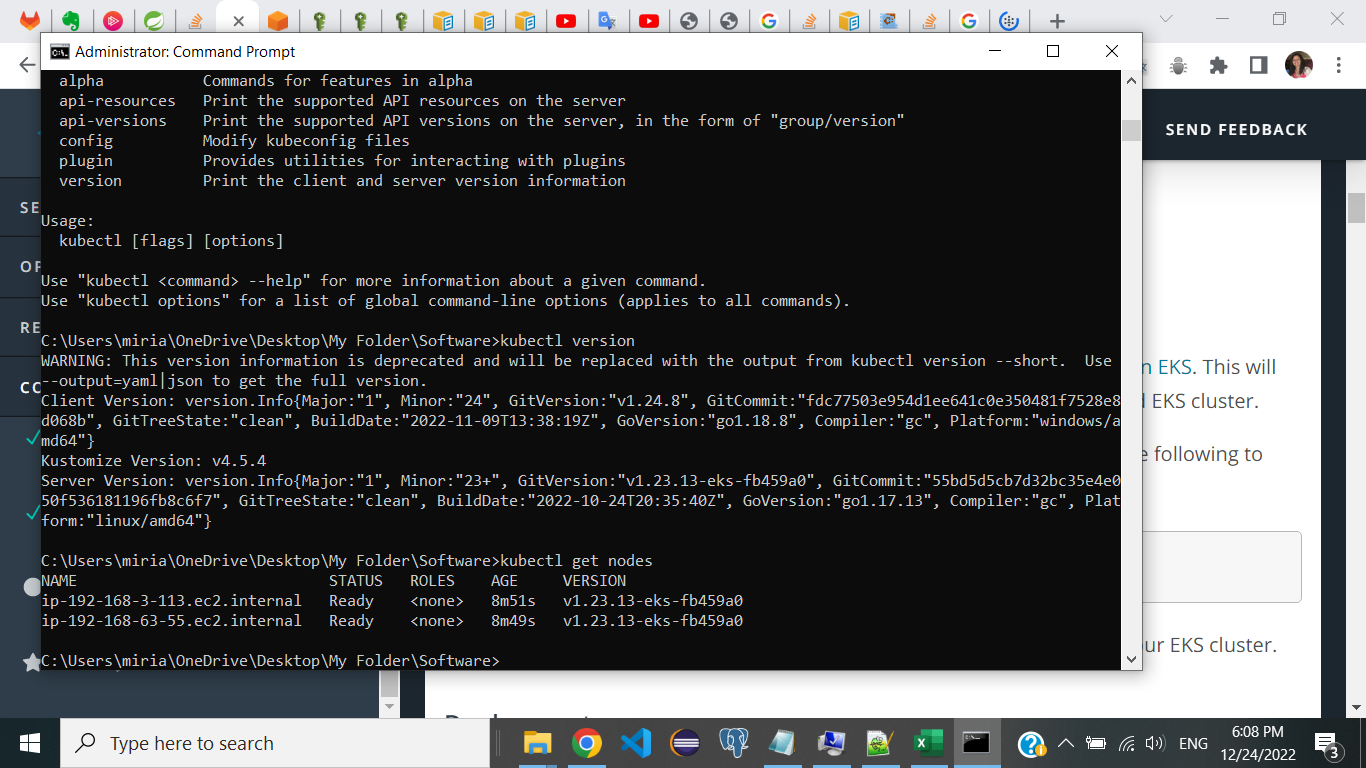 Administrator: Command Prompt
alpha Commands for features in alpha
api-resources Print the supported API resources on the server
api-versions Print the supported API versions on the server, in the form of "group/version"
config Modify kubeconfig files
plugin Provides utilities for interacting with plugins
version Print the client and server version information
Usage:
kubectl [flags] [options]
Use "kubectl <command> --help" for more information about a given command.
Use "kubectl options" for a list of global command-line options (applies to all commands).
C:\Users\miria\OneDrive\Desktop\My Folder\Software>kubectl version
WARNING: This version information is deprecated and will be replaced with the output from kubectl version --short.  Use
--output=yaml|json to get the full version.
Client Version: version.Info{Major:"1", Minor:"24", GitVersion:"v1.24.8", GitCommit:"fdc77503e954d1ee641c0e350481f7528e8
d068b", GitTreeState:"clean", BuildDate:"2022-11-09T13:38:19Z", GoVersion:"go1.18.8", Compiler:"gc", Platform:"windows/a
md64"}
Kustomize Version: v4.5.4
Server Version: version.Info{Major:"1", Minor:"23+", GitVersion:"v1.23.13-eks-fb459a0", GitCommit:"55bd5d5cb7d32bc35e4e0
50f536181196fb8c6f7", GitTreeState:"clean", BuildDate:"2022-10-24T20:35:40Z", GoVersion:"go1.17.13", Compiler:"gc", Plat
form:"linux/amd64"}
C:\Users\miria\OneDrive\Desktop\My Folder\Software>kubectl get nodes
NAME STATUS ROLES AGE VERSION
ip-192-168-3-113.ec2.internal Ready <none> 8m51s v1.23.13-eks-fb459a0
ip-192-168-63-55.ec2.internal Ready <none> 8m49s v1.23.13-eks-fb459a0
C:\Users\miria\OneDrive\Desktop\My Folder\Software>
SEND FEEDBACK
SE
OP
RE
CO
n EKS. This will
EKS cluster.
e following to
ur EKS cluster.
Type here to search
ENG
6:08 PM
12/24/2022
3